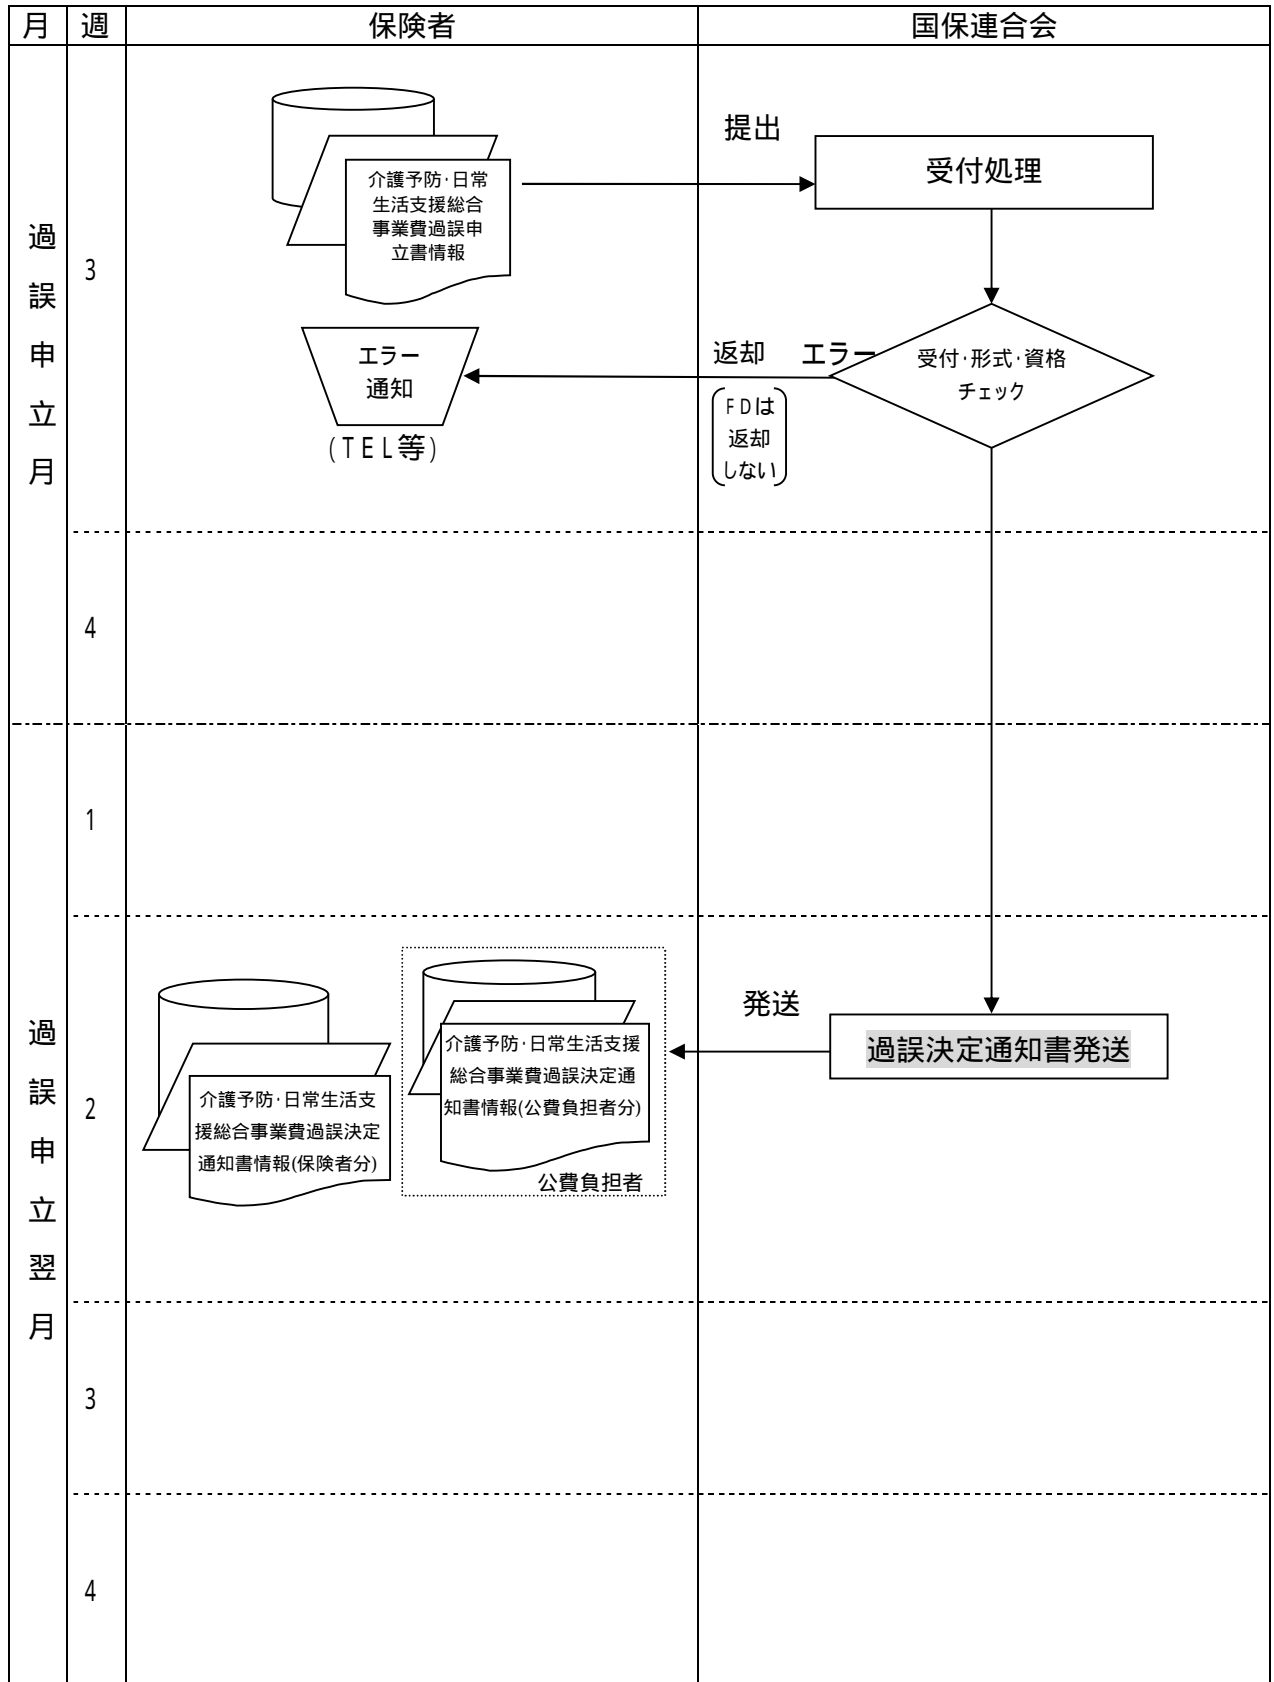 月 週 保険者 国保連合会
過
誤
申
立
月
3
介護予防·日常
生活支援総合
事業費過誤申
立書情報
提出
受付処理
受付·形式·資格
チェック
エラー
返却
FDは
返却
しない
エラー
通知
(TEL等)
4
過
誤
申
立
翌
月
1
2
介護予防·日常生活支
援総合事業費過誤決定
通知書情報(保険者分)
介護予防·日常生活支援
総合事業費過誤決定通
知書情報(公費負担者分)
公費負担者
発送
過誤決定通知書発送
3
4